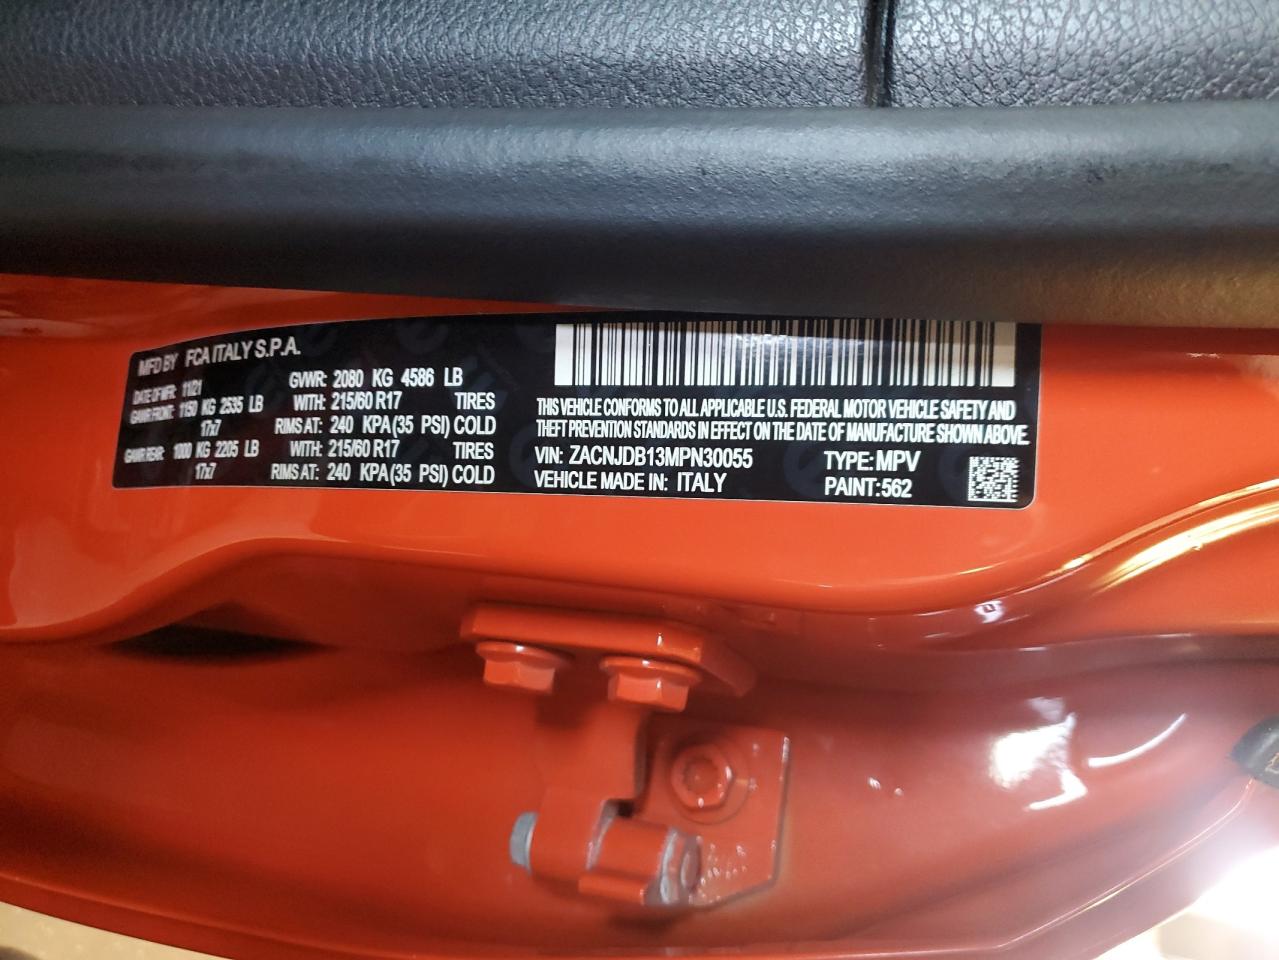 MFD BY FCA ITALY S.P.A.
DATE OF MFR: 11/21 GVWR: 2080 KG 4586 LB
GAWR FRONT: 1150 KG 2535 LB WITH: 215/60 R17 TIRES
17x7 RIMS AT: 240 KPA (35 PSI) COLD
GAWR REAR: 1000 KG 2205 LB WITH: 215/60 R17 TIRES
17x7 RIMS AT: 240 KPA (35 PSI) COLD
THIS VEHICLE CONFORMS TO ALL APPLICABLE U.S. FEDERAL MOTOR VEHICLE SAFETY AND
THEFT PREVENTION STANDARDS IN EFFECT ON THE DATE OF MANUFACTURE SHOWN ABOVE.
VIN: ZACNJDB13MPN30055 TYPE: MPV
VEHICLE MADE IN: ITALY PAINT: 562